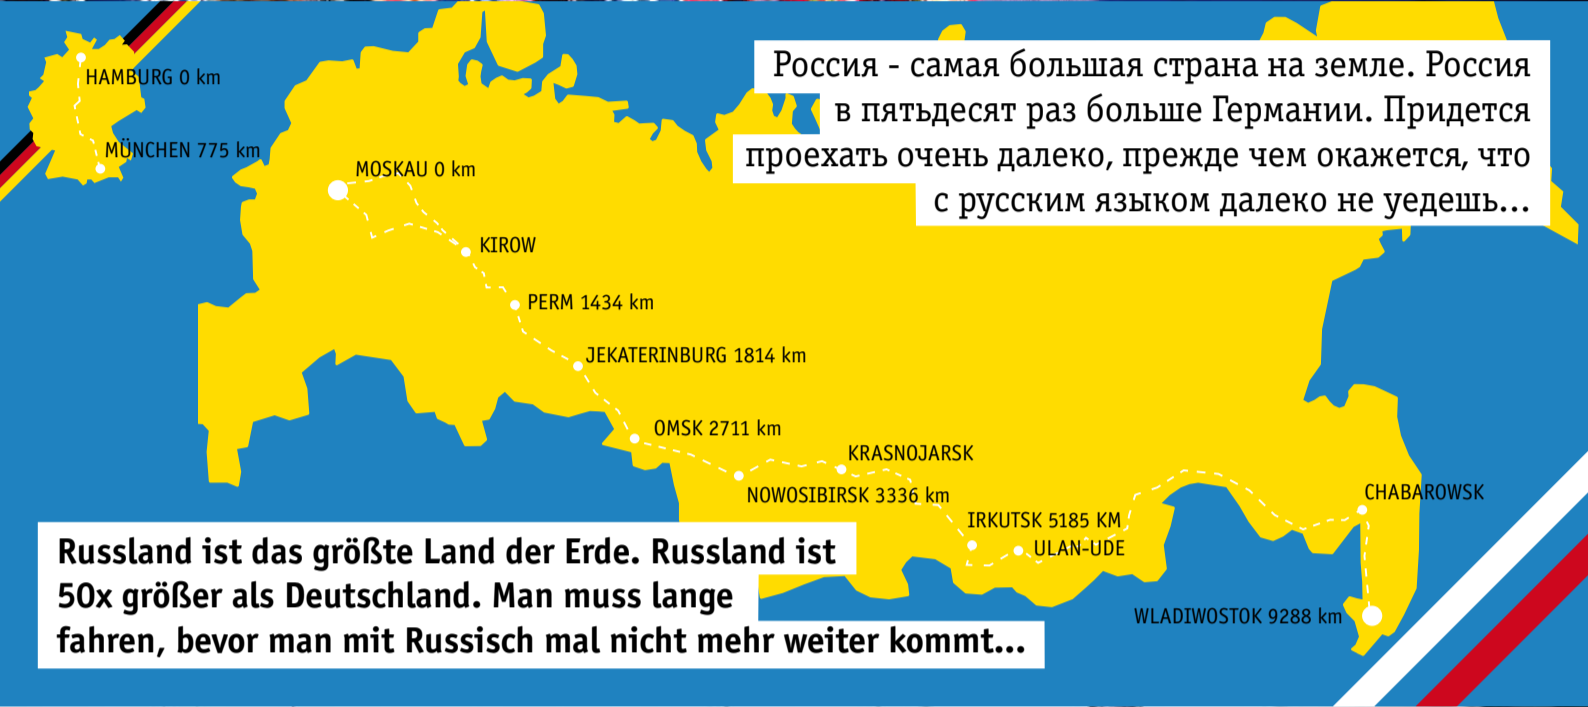 HAMBURG 0 km
MÜNCHEN 775 km
Россия - самая большая страна на земле. Россия
в пятьдесят раз больше Германии. Придется
проехать очень далеко, прежде чем окажется, что
с русским языком далеко не уедешь...
MOSKAU 0 km
KIROW
PERM 1434 km
JEKATERINBURG 1814 km
OMSK 2711 km
KRASNOJARSK
NOWOSIBIRSK 3336 km
IRKUTSK 5185 KM
ULAN-UDE
CHABAROWSK
WLADIWOSTOK 9288 km
Russland ist das größte Land der Erde. Russland ist
50x größer als Deutschland. Man muss lange
fahren, bevor man mit Russisch mal nicht mehr weiter kommt...